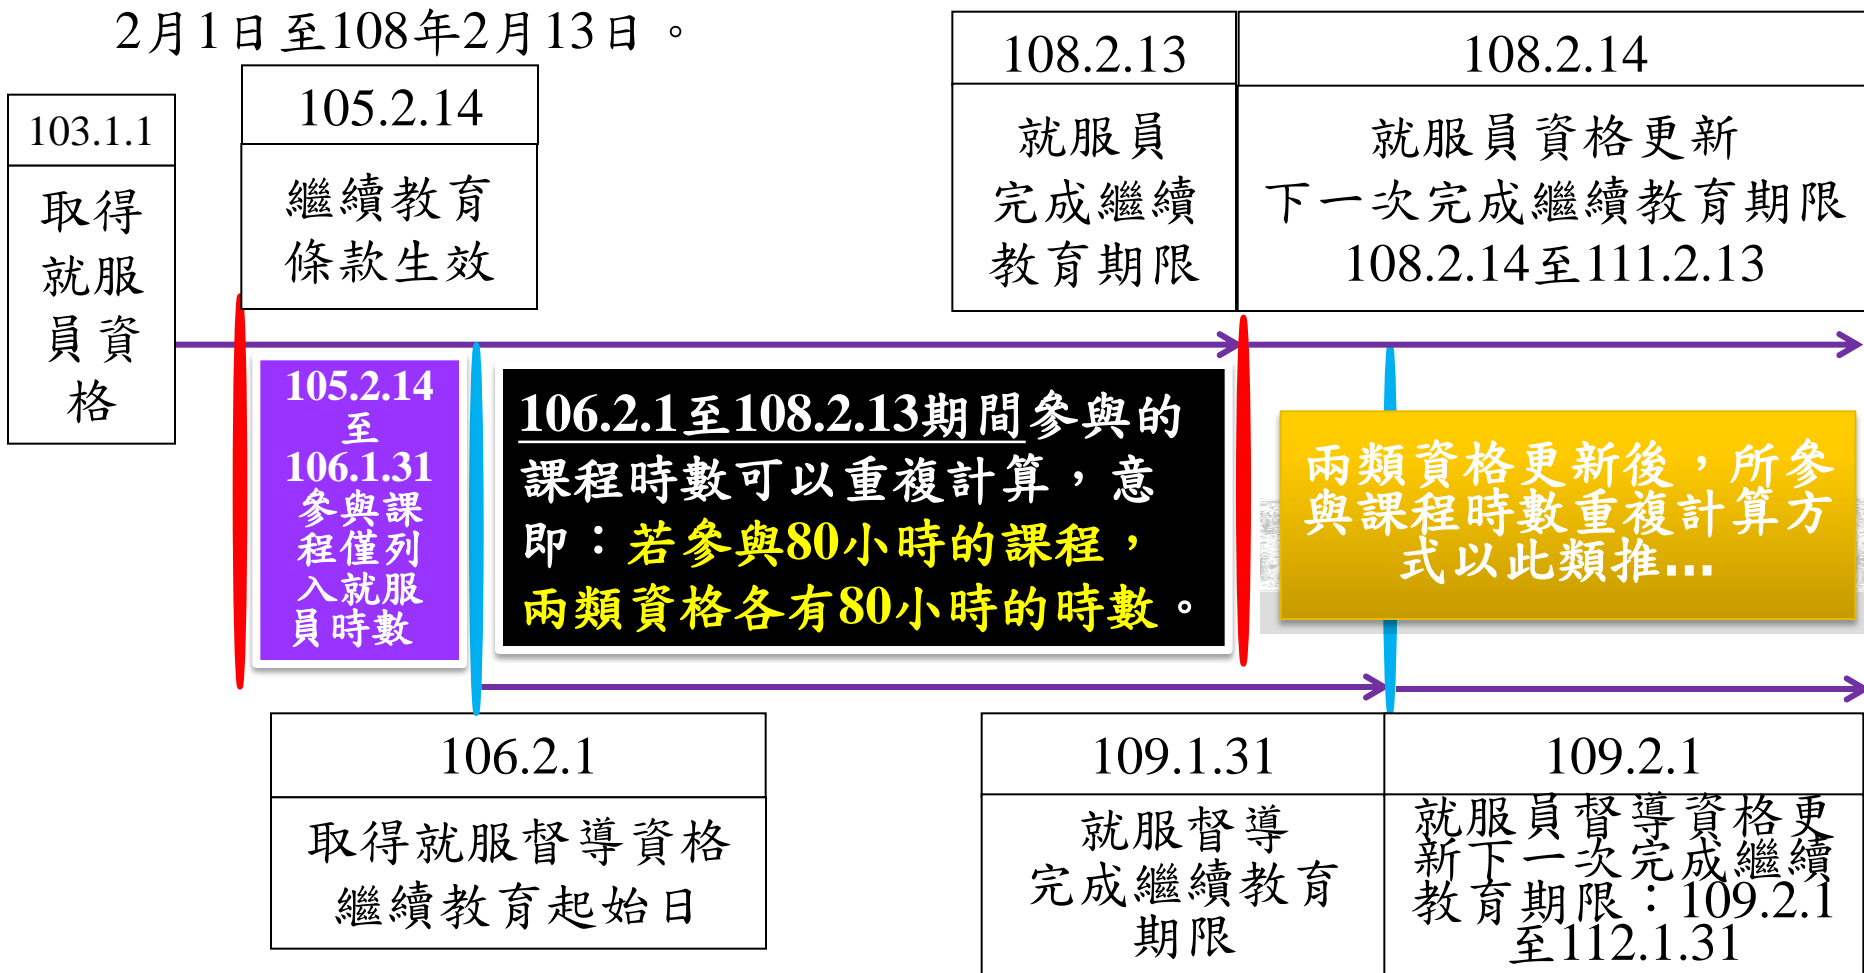 2月1日至108年2月13日。
103.1.1
取得
就服
員資
格
105.2.14
繼續教育
條款生效
108.2.13
就服員
完成繼續
教育期限
108.2.14
就服員資格更新
下一次完成繼續教育期限
108.2.14至111.2.13
105.2.14
至
106.1.31
參與課
程僅列
入就服
員時數
106.2.1至108.2.13期間參與的
課程時數可以重複計算，意
即：若參與80小時的課程，
兩類資格各有80小時的時數。
兩類資格更新後，所參
與課程時數重複計算方
式以此類推...
106.2.1
取得就服督導資格
繼續教育起始日
109.1.31
就服督導
完成繼續教育
期限
109.2.1
就服員督導資格更
新下一次完成繼續
教育期限：109.2.1
至112.1.31